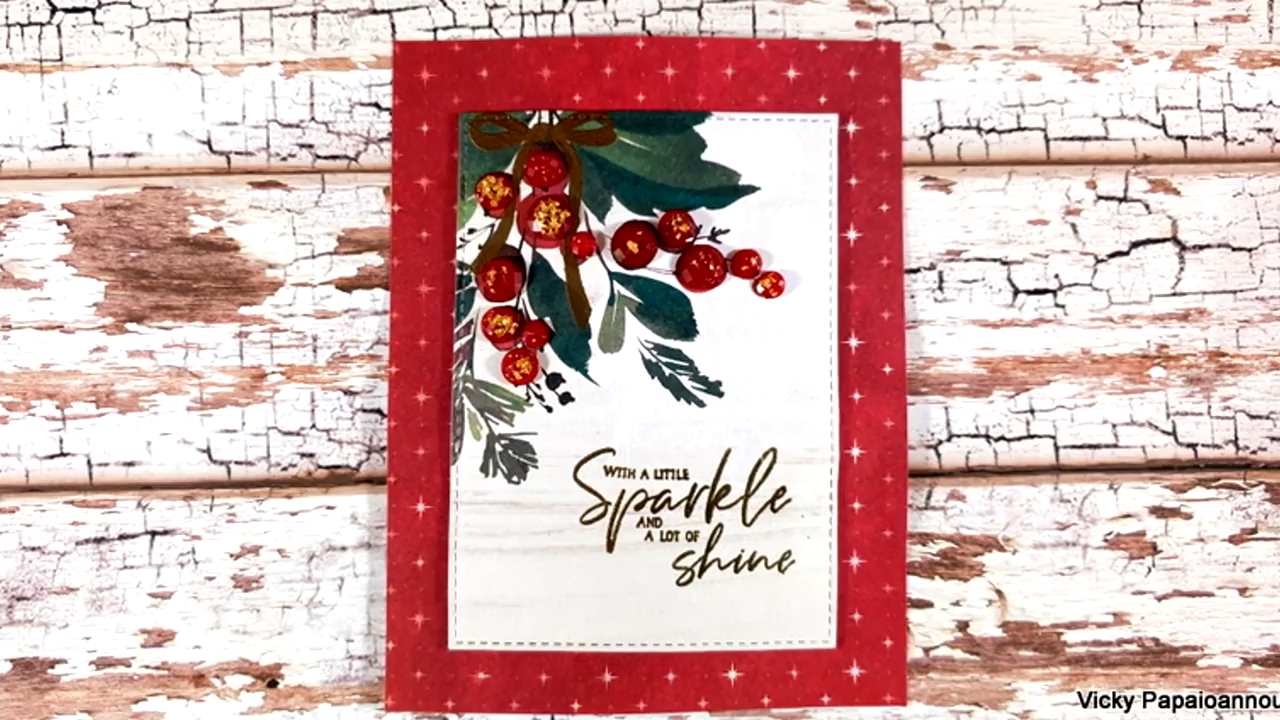 WITH A LITTLE
Sparkle
AND
A LOT OF
shine
Vicky Papaioannou